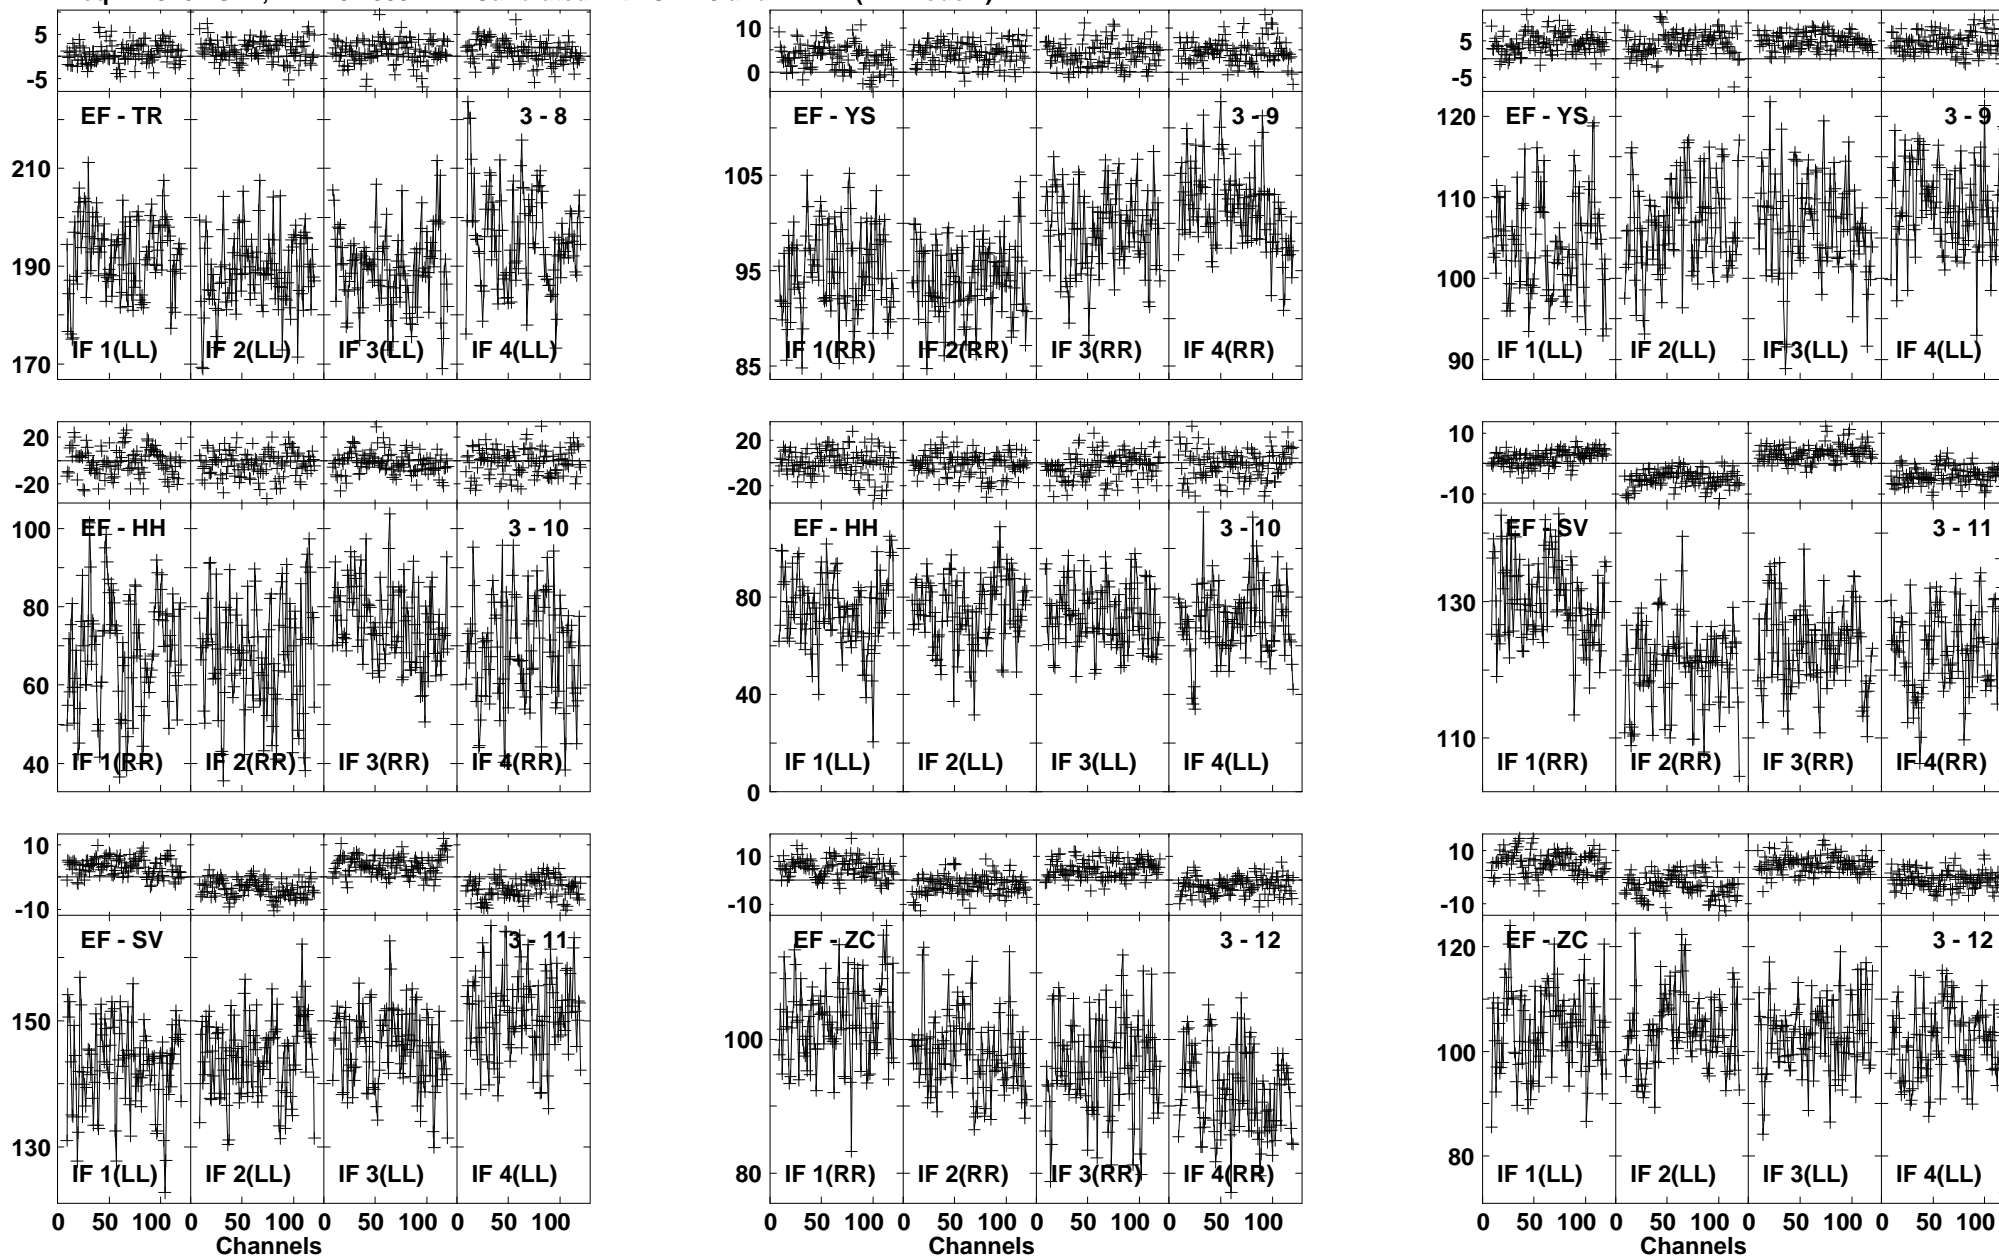 5
-5
EF - TR
3 - 8
210
190
170
IF 1(LL)
IF 2(LL)
IF 3(LL)
IF 4(LL)
10
0
EF - YS
3 - 9
105
95
85
IF 1(RR)
IF 2(RR)
IF 3(RR)
IF 4(RR)
5
-5
EF - YS
3 - 9
120
110
100
90
IF 1(LL)
IF 2(LL)
IF 3(LL)
IF 4(LL)
20
-20
EF - HH
3 - 10
100
80
60
40
IF 1(RR)
IF 2(RR)
IF 3(RR)
IF 4(RR)
20
-20
EF - HH
3 - 10
80
40
0
IF 1(LL)
IF 2(LL)
IF 3(LL)
IF 4(LL)
10
-10
EF - SV
3 - 11
130
110
IF 1(RR)
IF 2(RR)
IF 3(RR)
IF 4(RR)
10
-10
EF - SV
3 - 11
150
130
IF 1(LL)
IF 2(LL)
IF 3(LL)
IF 4(LL)
0 50 100 0 50 100 0 50 100 0 50 100
Channels
10
-10
EF - ZC
3 - 12
100
80
IF 1(RR)
IF 2(RR)
IF 3(RR)
IF 4(RR)
0 50 100 0 50 100 0 50 100 0 50 100
Channels
10
-10
EF - ZC
3 - 12
120
100
80
IF 1(LL)
IF 2(LL)
IF 3(LL)
IF 4(LL)
0 50 100 0 50 100 0 50 100 0 50 100
Channels